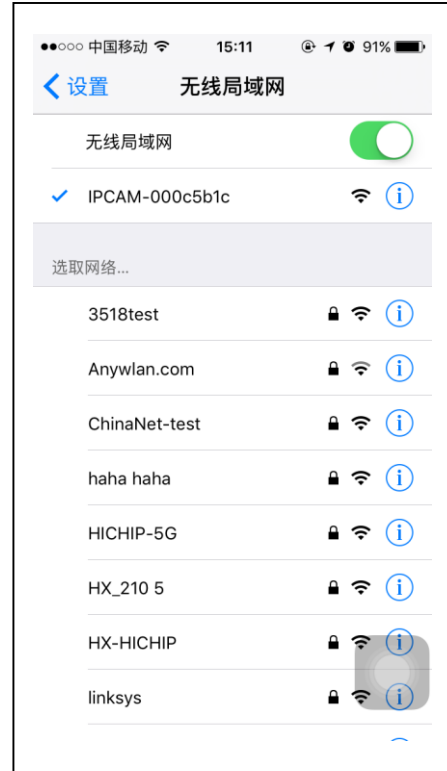 中国移动 15:11 91%
设置 无线局域网
无线局域网
IPCAM-000c5b1c
选取网络...
3518test
Anywlan.com
ChinaNet-test
haha haha
HICHIP-5G
HX_210 5
HX-HICHIP
linksys